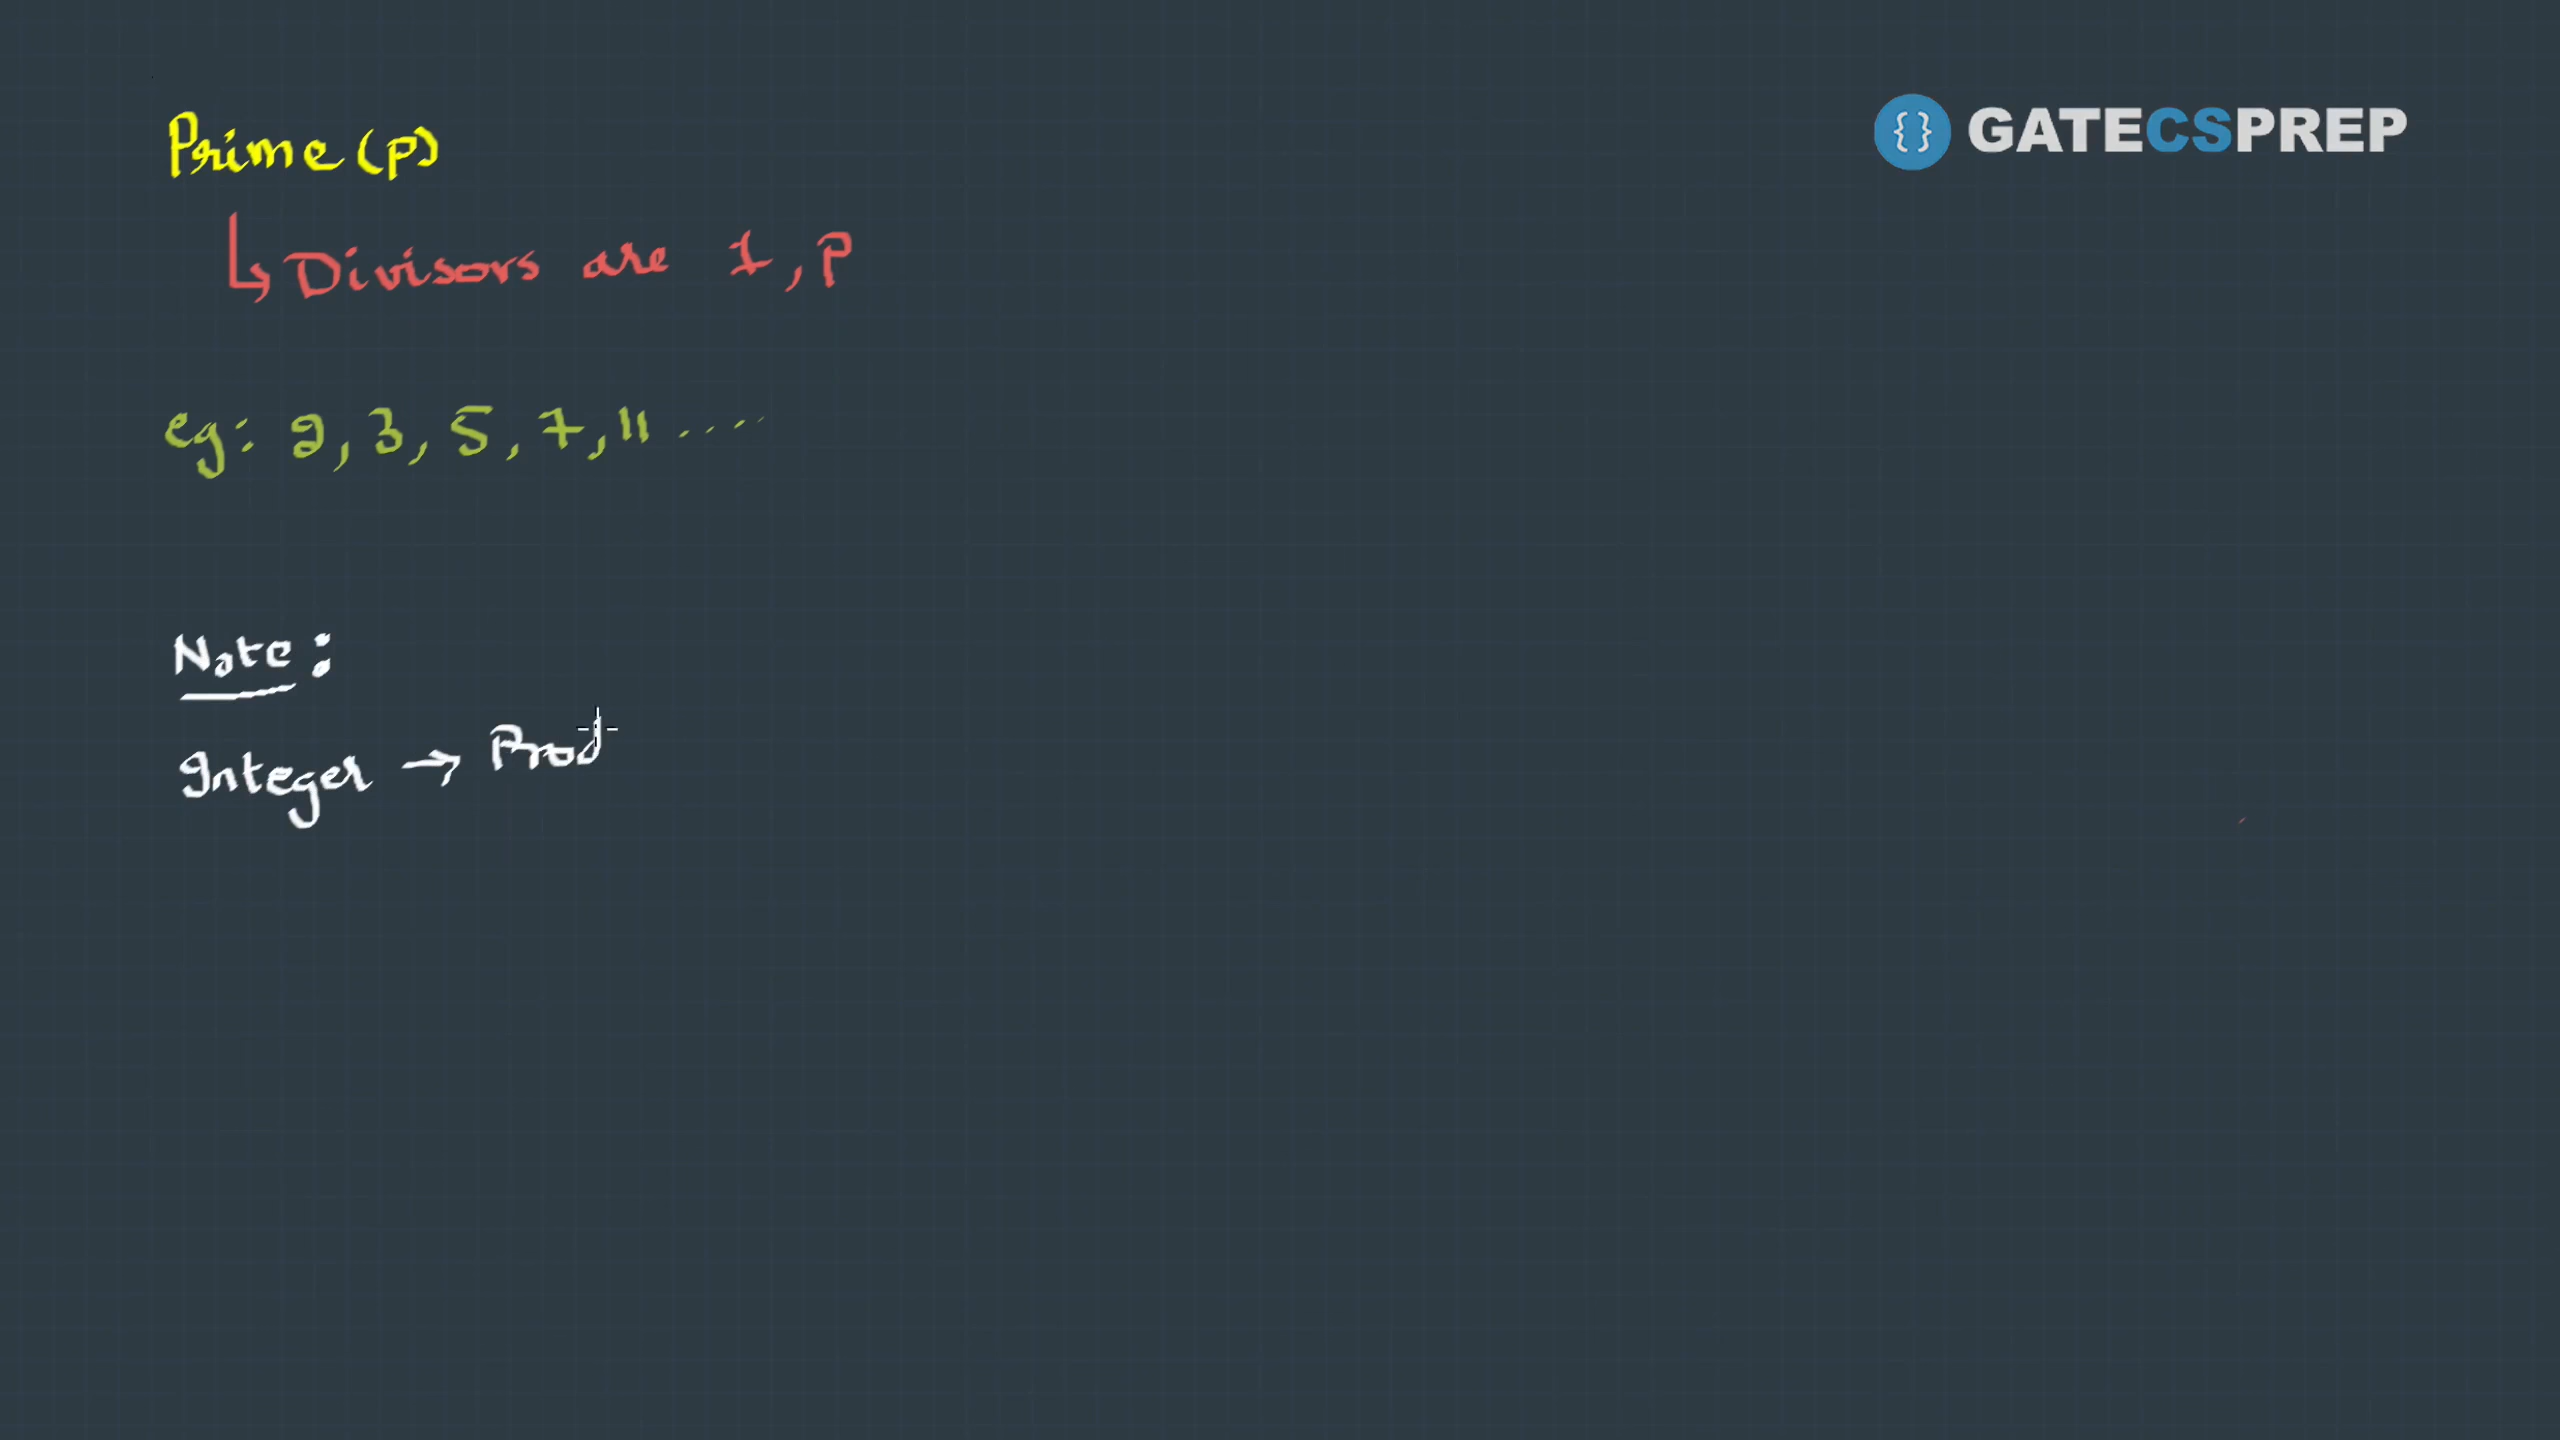 {} GATECSPREP
Prime (p)
↳ Divisors are 1, p
eg: 2, 3, 5, 7, 11 ....
Note:
Integer → Prod